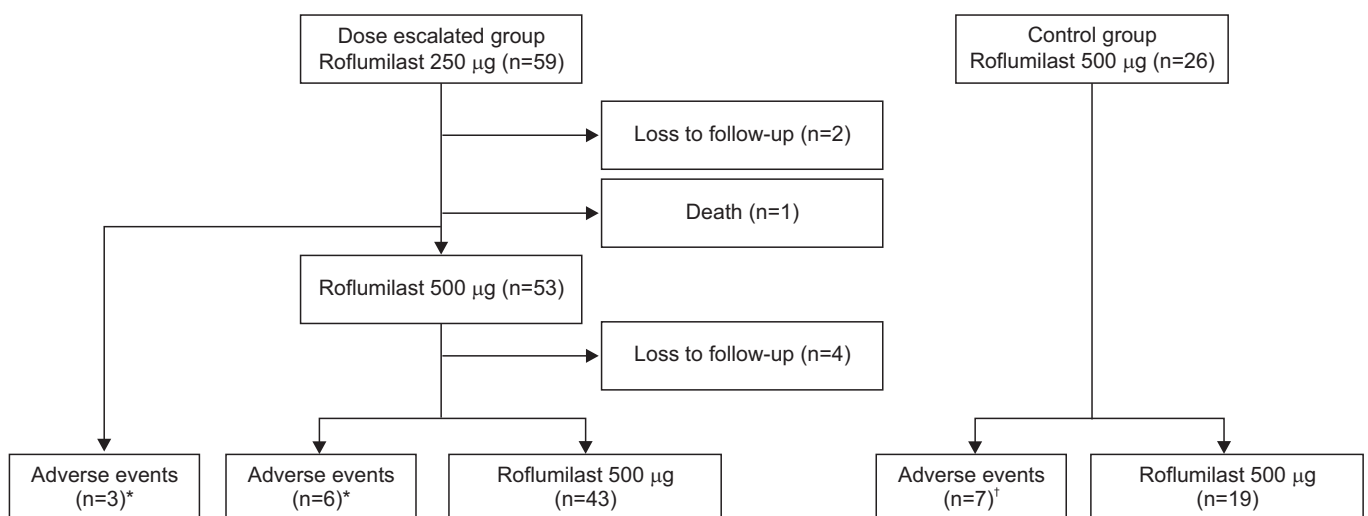 Dose escalated group
Roflumilast 250 μg (n=59)
Control group
Roflumilast 500 μg (n=26)
Loss to follow-up (n=2)
Death (n=1)
Roflumilast 500 μg (n=53)
Loss to follow-up (n=4)
Adverse events
(n=3)*
Adverse events
(n=6)*
Roflumilast 500 μg
(n=43)
Adverse events
(n=7)†
Roflumilast 500 μg
(n=19)